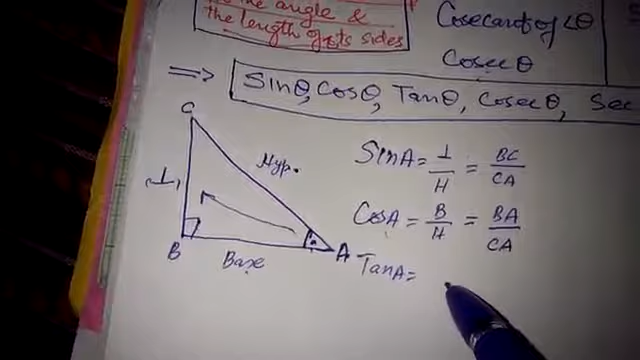 the angle &
the length of its sides
Cosecant of <θ
Cosec θ
⇒ Sinθ, Cosθ, Tanθ, Cosecθ, Sec
C
(⊥)
Hyp.
B
Base
A
SinA = ⊥/H = BC/CA
CosA = B/H = BA/CA
TanA =